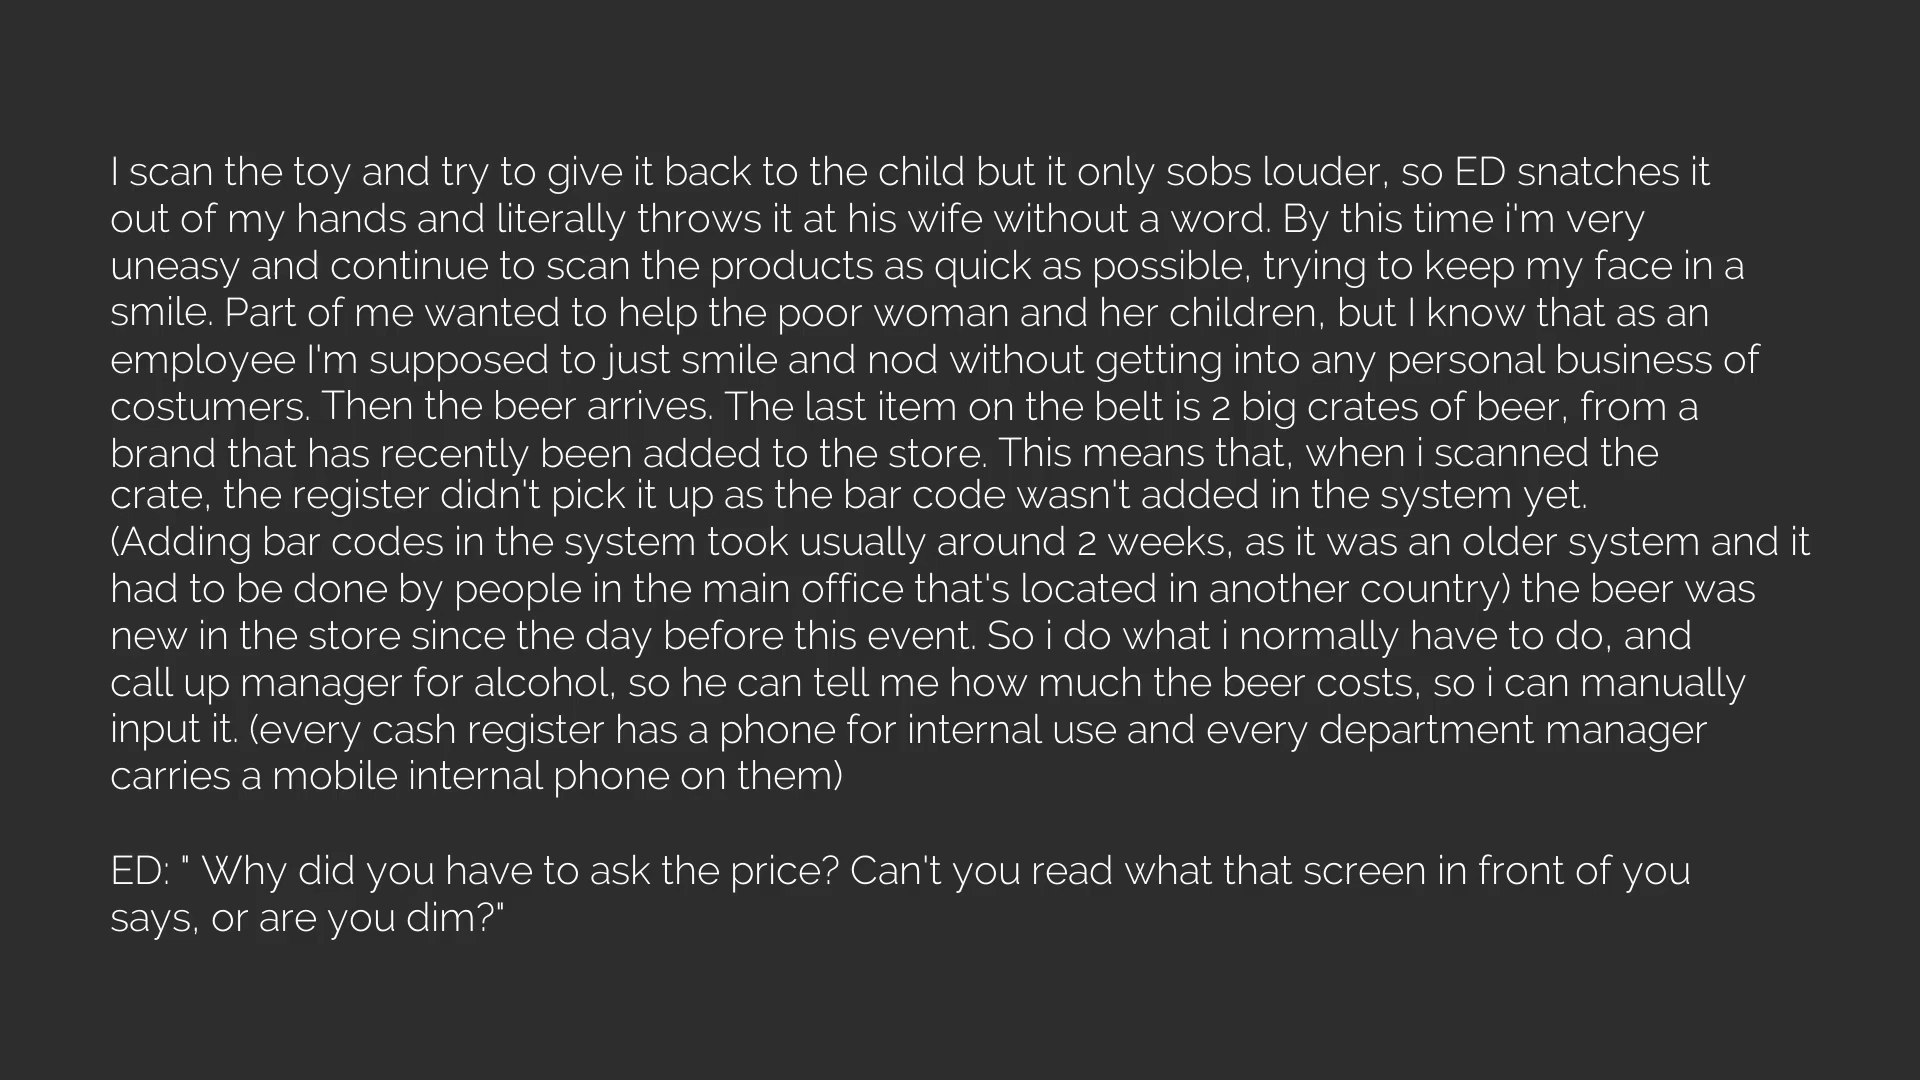 I scan the toy and try to give it back to the child but it only sobs louder, so ED snatches it
out of my hands and literally throws it at his wife without a word. By this time i'm very
uneasy and continue to scan the products as quick as possible, trying to keep my face in a
smile. Part of me wanted to help the poor woman and her children, but I know that as an
employee I'm supposed to just smile and nod without getting into any personal business of
costumers. Then the beer arrives. The last item on the belt is 2 big crates of beer, from a
brand that has recently been added to the store. This means that, when i scanned the
crate, the register didn't pick it up as the bar code wasn't added in the system yet.
(Adding bar codes in the system took usually around 2 weeks, as it was an older system and it
had to be done by people in the main office that's located in another country) the beer was
new in the store since the day before this event. So i do what i normally have to do, and
call up manager for alcohol, so he can tell me how much the beer costs, so i can manually
input it. (every cash register has a phone for internal use and every department manager
carries a mobile internal phone on them)
ED: " Why did you have to ask the price? Can't you read what that screen in front of you
says, or are you dim?"